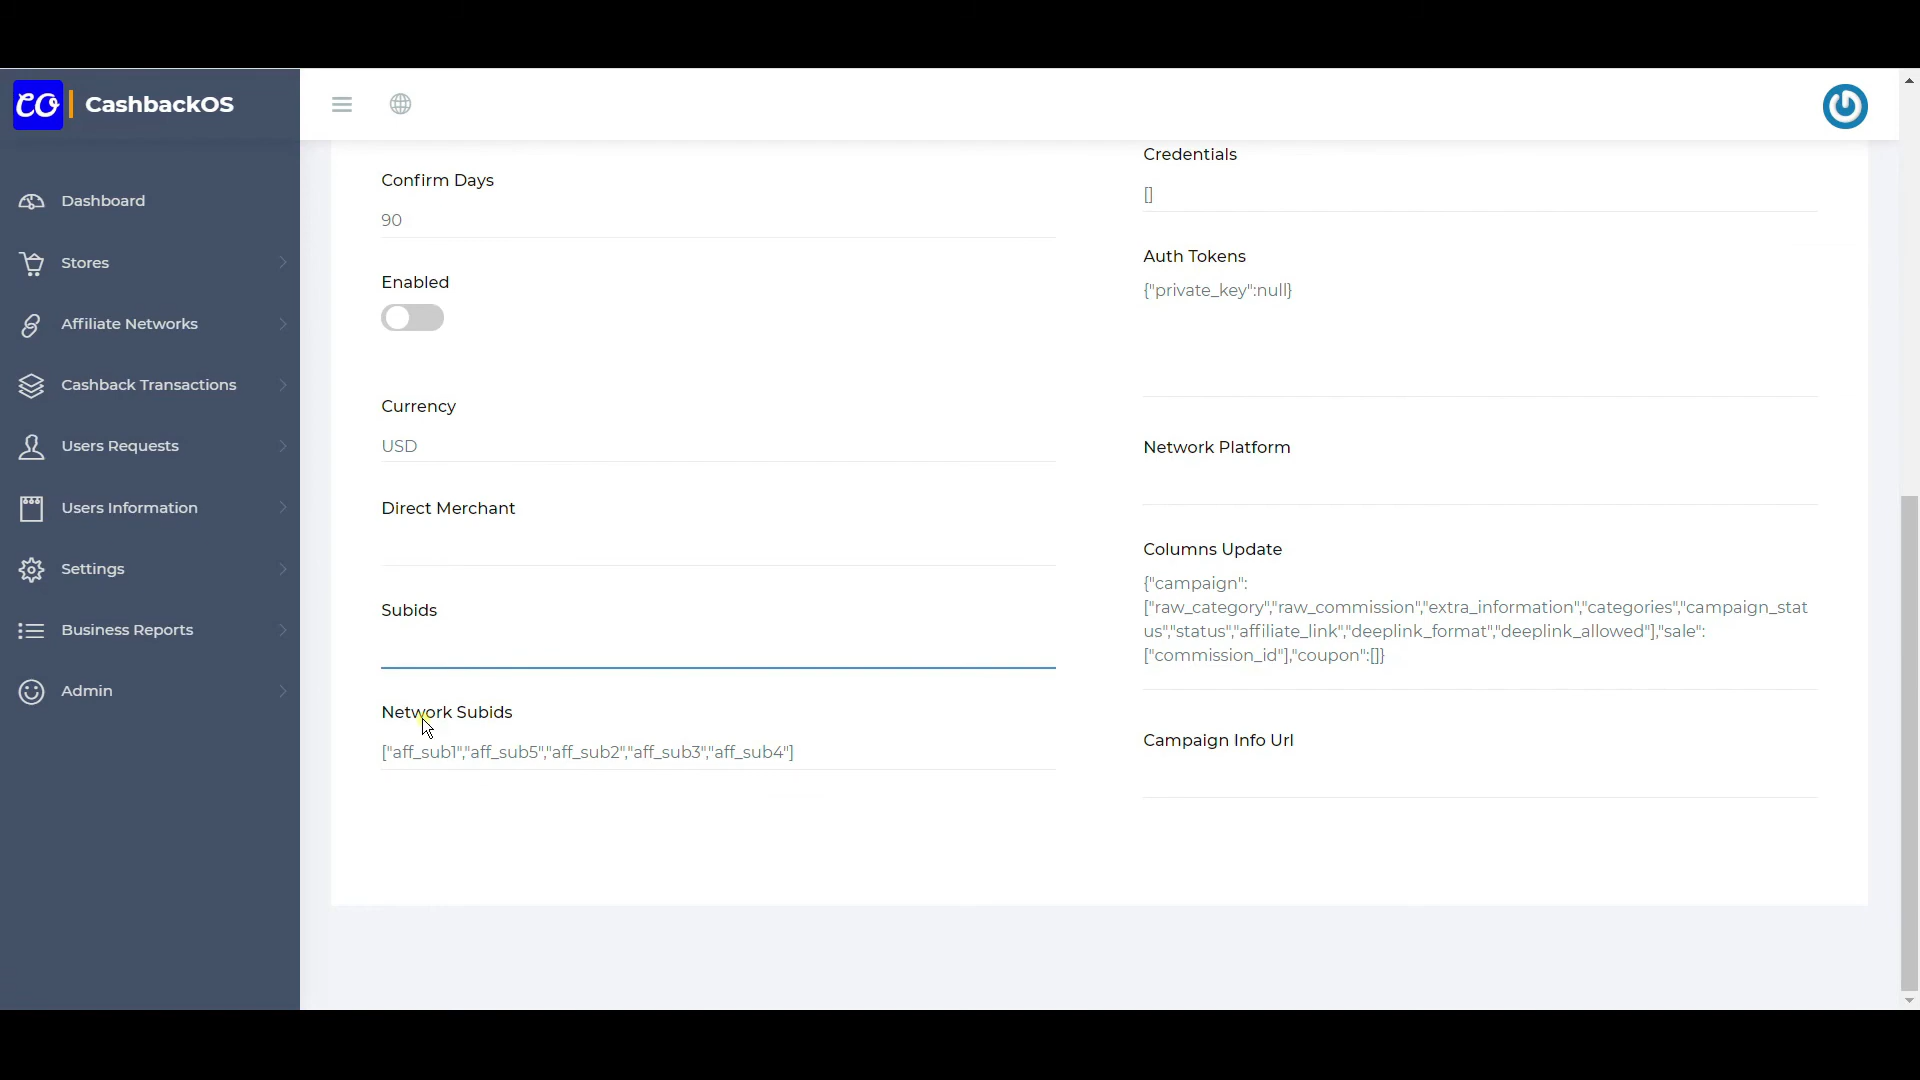 CO | CashbackOS
Dashboard
Stores
Affiliate Networks
Cashback Transactions
Users Requests
Users Information
Settings
Business Reports
Admin
Confirm Days
90
Enabled
Currency
USD
Direct Merchant
Subids
Network Subids
["aff_sub1","aff_sub5","aff_sub2","aff_sub3","aff_sub4"]
Credentials
[]
Auth Tokens
{"private_key":null}
Network Platform
Columns Update
{"campaign":
["raw_category","raw_commission","extra_information","categories","campaign_stat
us","status","affiliate_link","deeplink_format","deeplink_allowed"],"sale":
["commission_id"],"coupon":[]}
Campaign Info Url